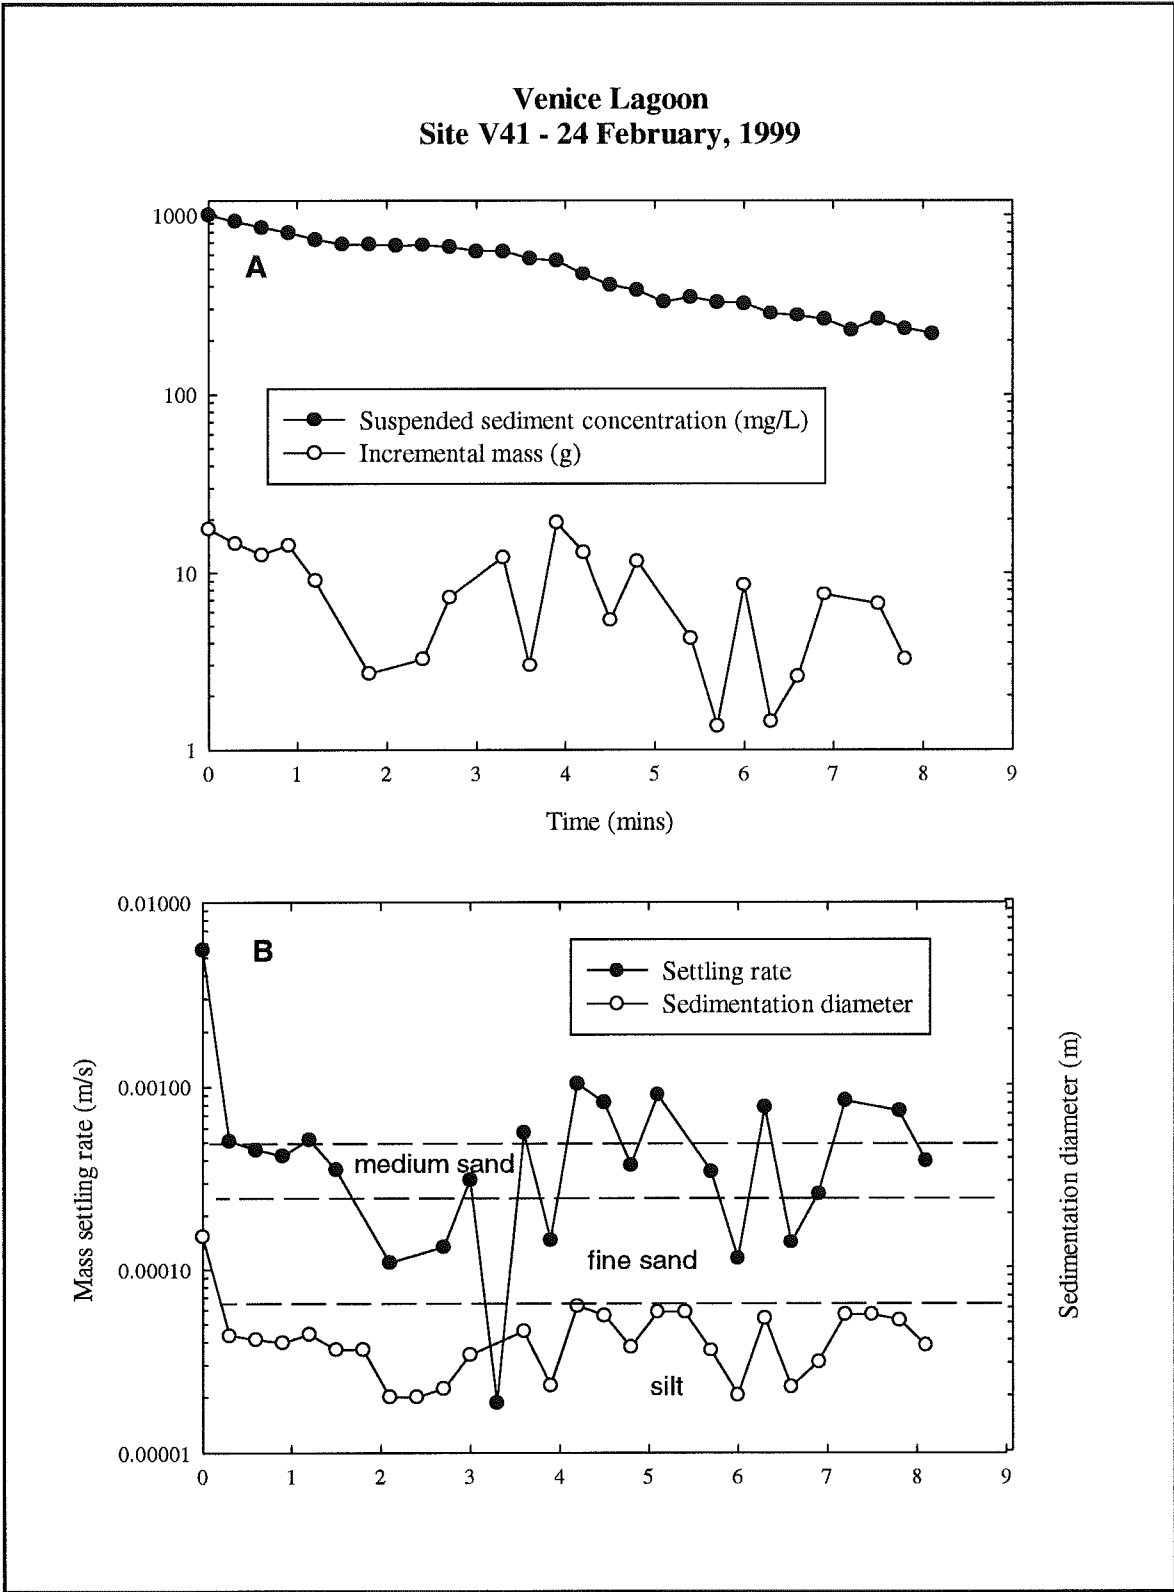 Venice Lagoon
Site V41 - 24 February, 1999
1000
A
100
Suspended sediment concentration (mg/L)
Incremental mass (g)
10
1
0 1 2 3 4 5 6 7 8 9
Time (mins)
0.01000
B
Settling rate
Sedimentation diameter
Mass settling rate (m/s)
Sedimentation diameter (m)
0.00100
medium sand
fine sand
0.00010
silt
0.00001
0 1 2 3 4 5 6 7 8 9